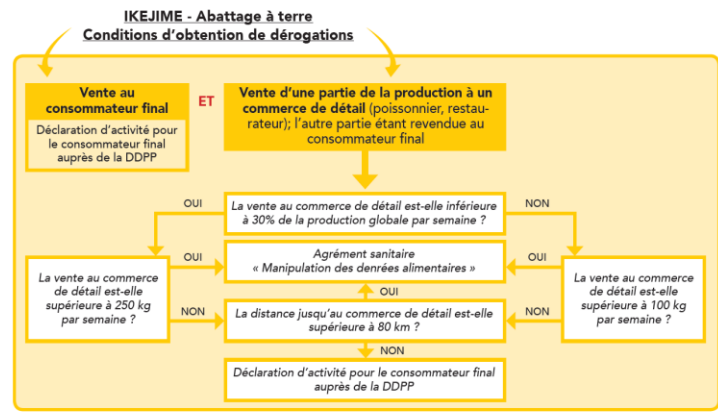 IKEJIME - Abattage à terre
Conditions d'obtention de dérogations
Vente au
consommateur final
Déclaration d'activité pour
le consommateur final
auprès de la DDPP
ET
Vente d'une partie de la production à un
commerce de détail (poissonnier, restau-
rateur); l'autre partie étant revendue au
consommateur final
OUI
La vente au commerce de détail est-elle inférieure
à 30% de la production globale par semaine ?
NON
La vente au commerce
de détail est-elle
supérieure à 250 kg
par semaine ?
OUI
Agrément sanitaire
« Manipulation des denrées alimentaires »
OUI
La vente au commerce
de détail est-elle
supérieure à 100 kg
par semaine ?
OUI
NON
La distance jusqu'au commerce de détail est-elle
supérieure à 80 km ?
NON
NON
Déclaration d'activité pour le consommateur final
auprès de la DDPP